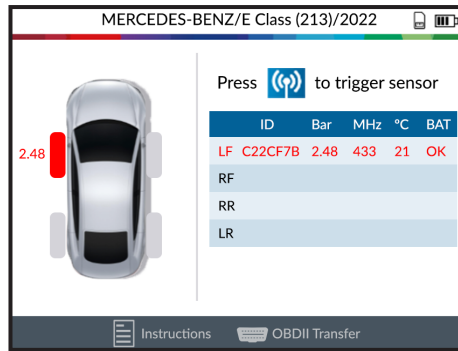 MERCEDES-BENZ/E Class (213)/2022
Press to trigger sensor
ID Bar MHz ºC BAT
2.48 LF C22CF7B 2.48 433 21 OK
RF
RR
LR
Instructions OBDII Transfer